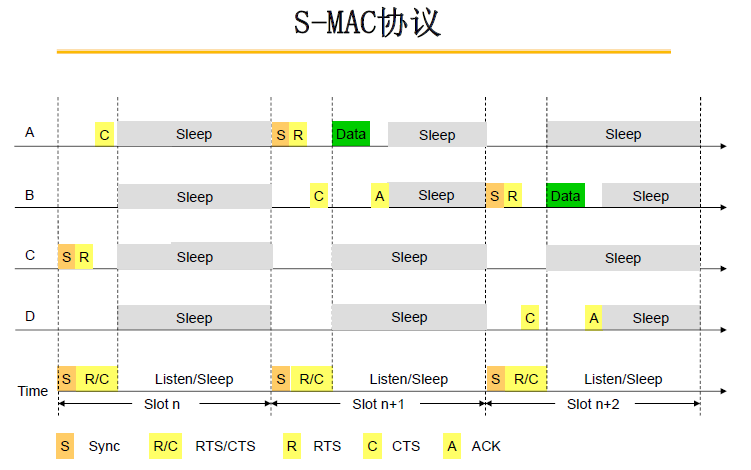 S-MAC协议
A C Sleep S R Data Sleep Sleep
B Sleep C A Sleep S R Data Sleep
C S R Sleep Sleep Sleep
D Sleep Sleep C A Sleep
Time S R/C Listen/Sleep S R/C Listen/Sleep S R/C Listen/Sleep
Slot n Slot n+1 Slot n+2
S Sync R/C RTS/CTS R RTS C CTS A ACK